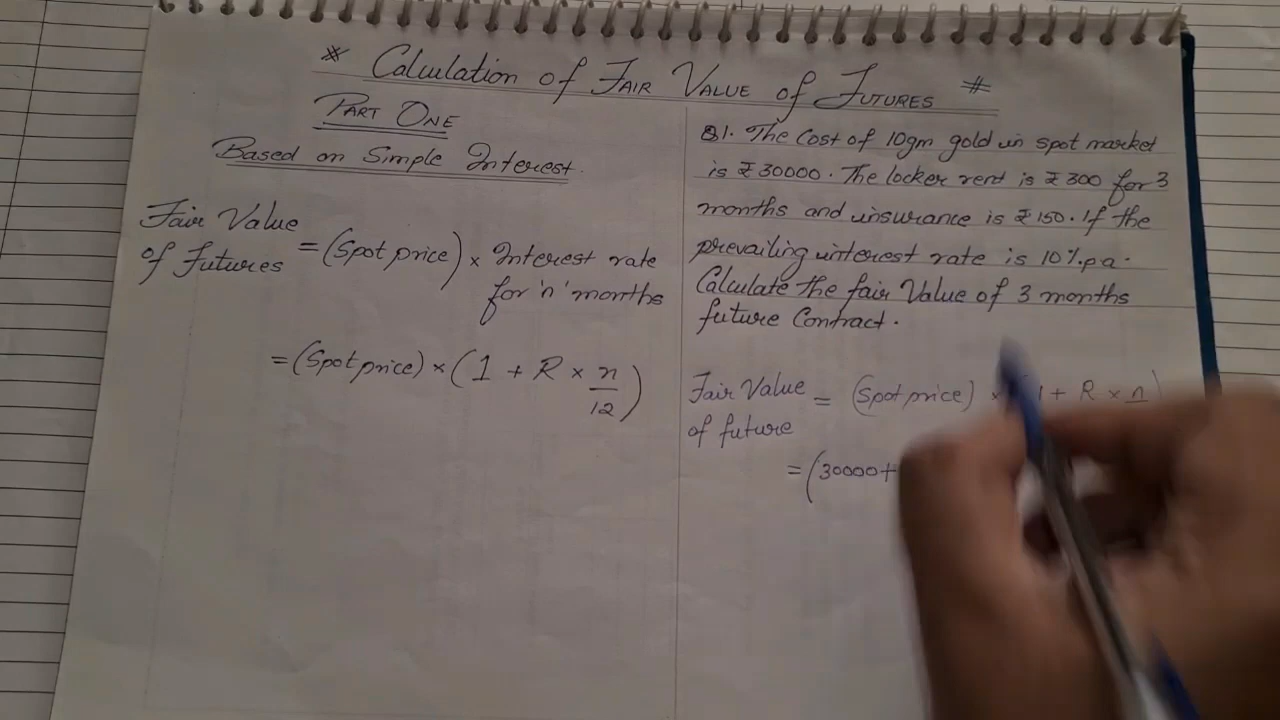 * Calculation of FAIR VALUE of FUTURES #
PART ONE
Based on Simple Interest.
Fair Value
of futures = (Spot price) × Interest rate
for 'n' months
= (Spot price) × (1 + R × n/12)
Q1. The Cost of 10gm gold in spot market
is ₹30000. The locker rent is ₹300 for 3
months and insurance is ₹150. If the
prevailing interest rate is 10% pa.
Calculate the fair Value of 3 months
future Contract.
Fair Value
of future = (Spot price) × 1 + R × n)
= (30000+